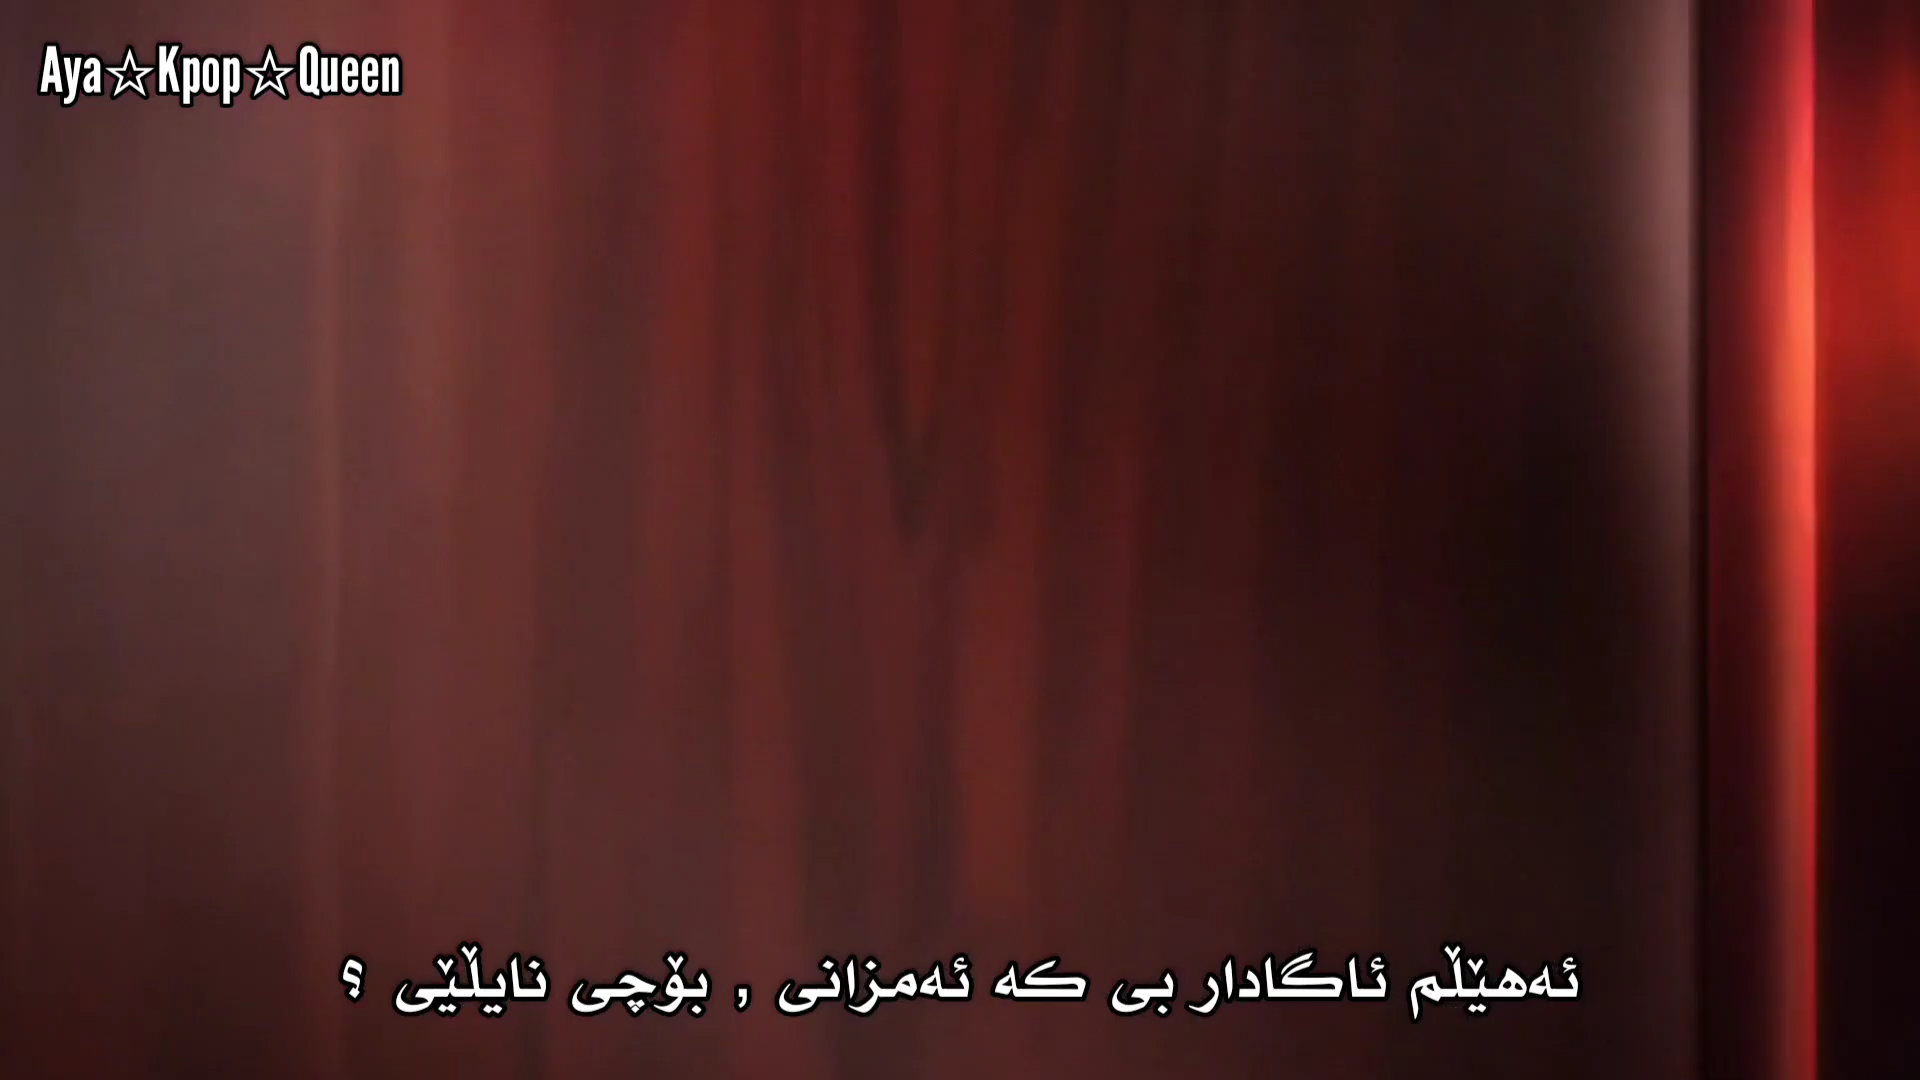 Aya☆Kpop☆Queen
ئەهێڵم ئاگادار بی کە ئەمزانی , بۆچی نایڵێی ؟